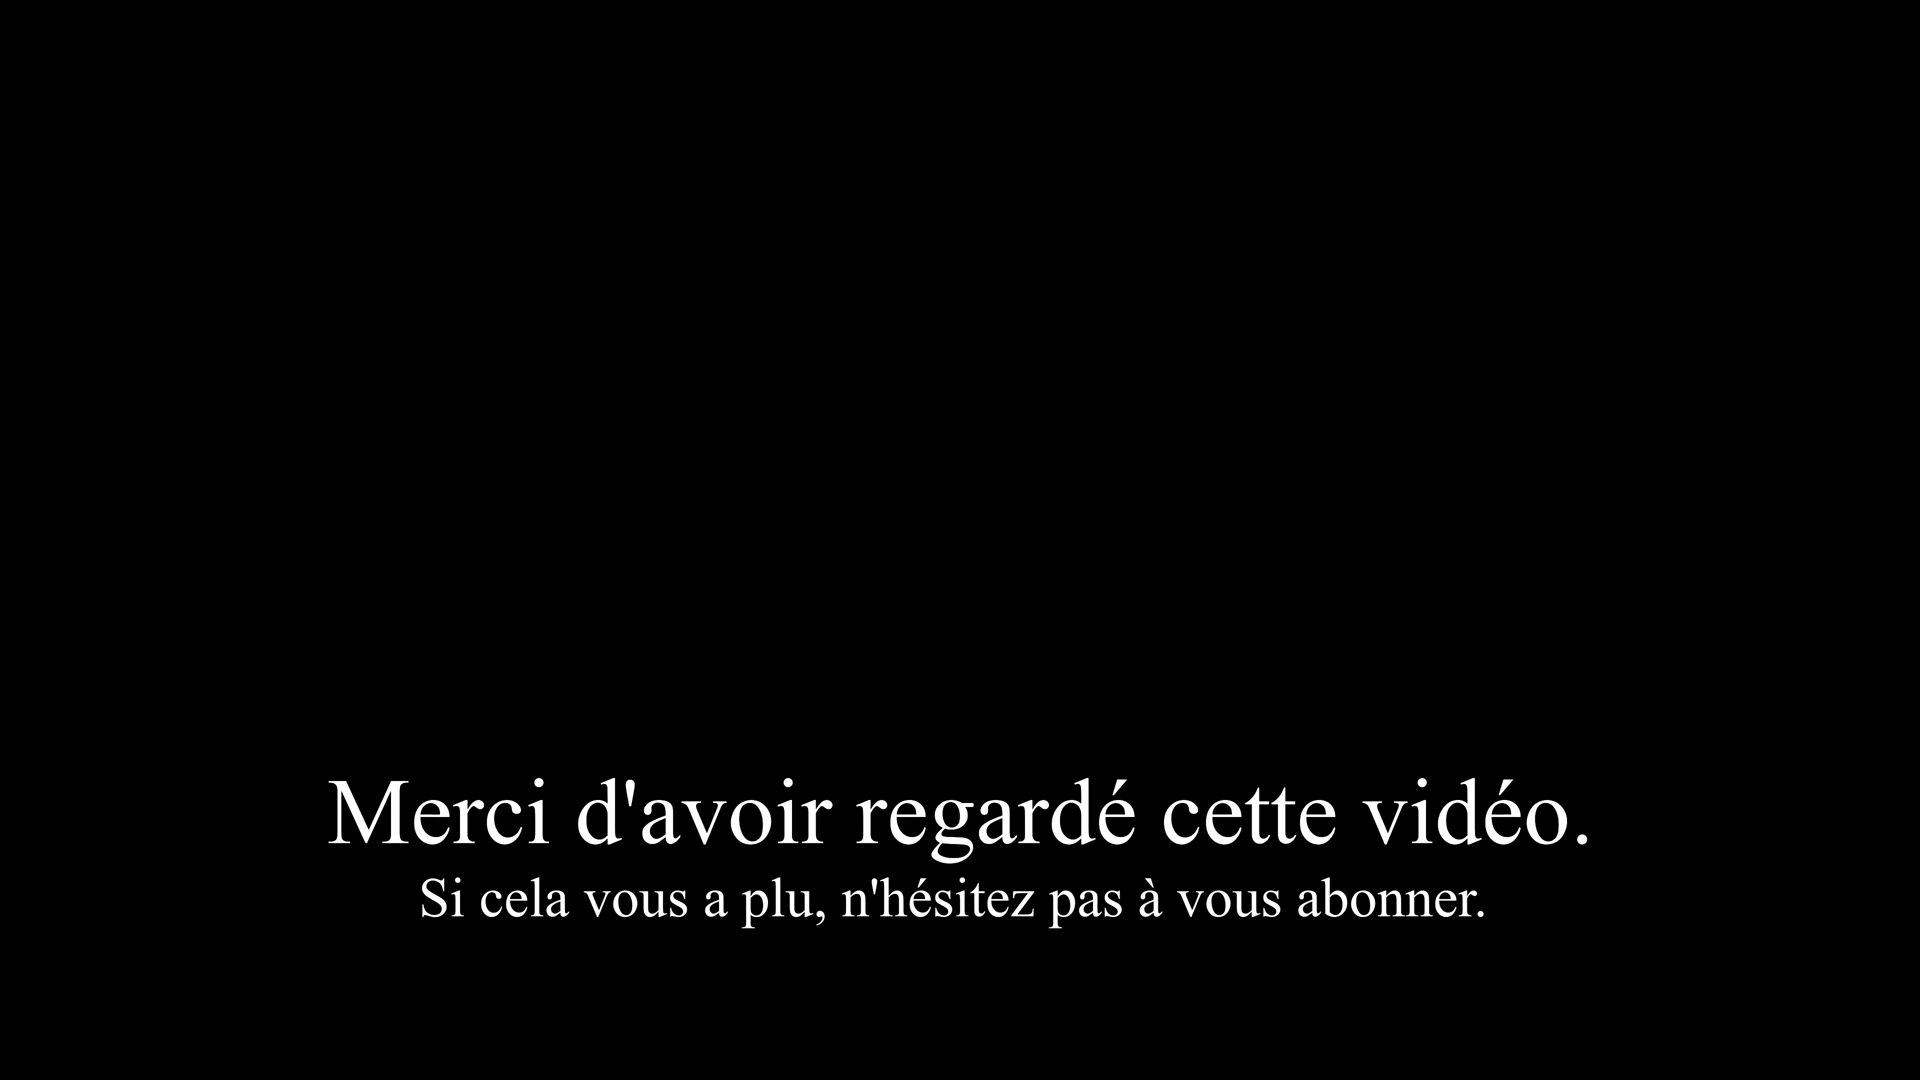 Merci d'avoir regardé cette vidéo.
Si cela vous a plu, n'hésitez pas à vous abonner.